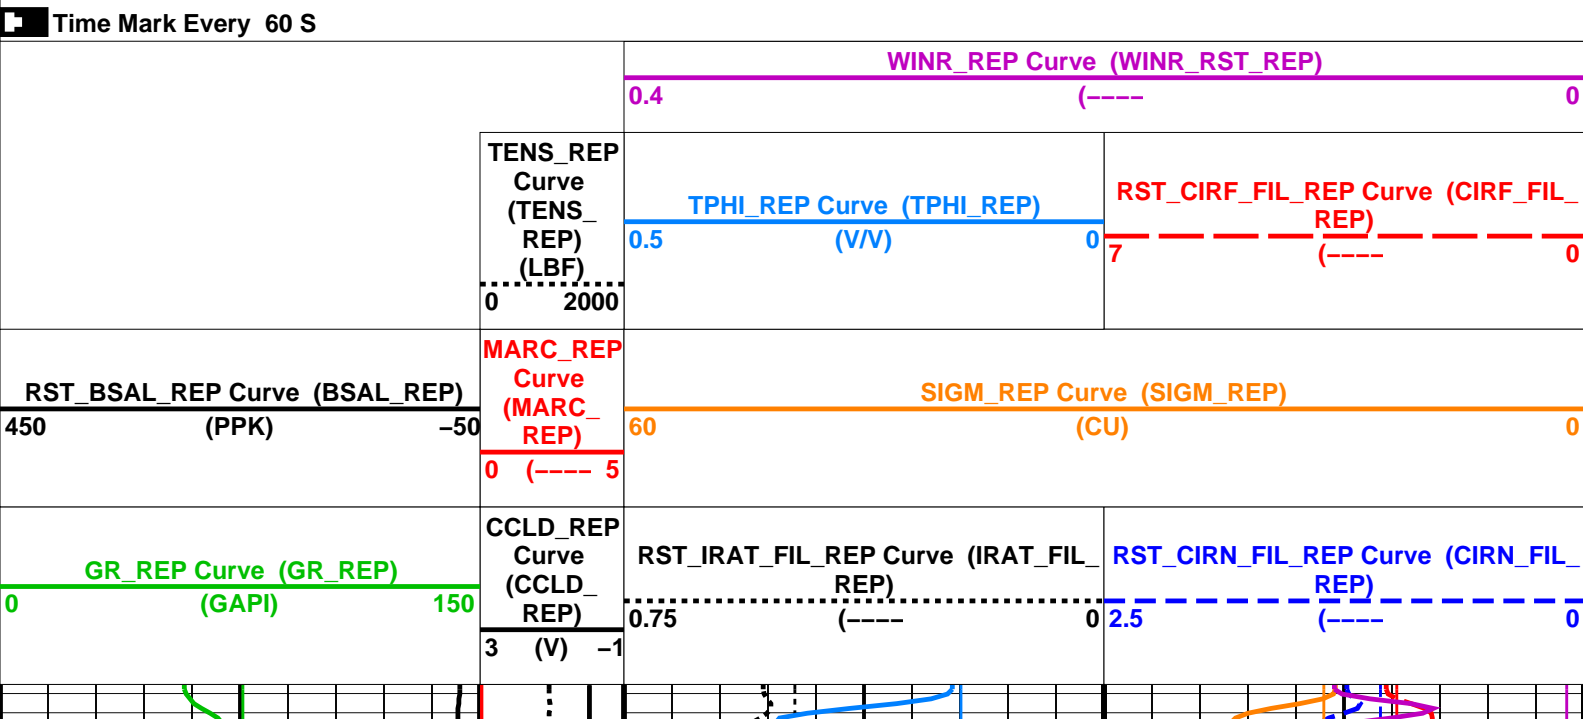 Time Mark Every 60 S
WINR_REP Curve (WINR_RST_REP)
0.4 (−−−− 0
TENS_REP
Curve
(TENS_
REP)
(LBF)
0 2000
TPHI_REP Curve (TPHI_REP)
0.5 (V/V) 0
RST_CIRF_FIL_REP Curve (CIRF_FIL_
REP)
7 (−−−− 0
RST_BSAL_REP Curve (BSAL_REP)
450 (PPK) −50
MARC_REP
Curve
(MARC_
REP)
0 (−−−− 5
SIGM_REP Curve (SIGM_REP)
60 (CU) 0
GR_REP Curve (GR_REP)
0 (GAPI) 150
CCLD_REP
Curve
(CCLD_
REP)
3 (V) −1
RST_IRAT_FIL_REP Curve (IRAT_FIL_
REP)
0.75 (−−−− 0
RST_CIRN_FIL_REP Curve (CIRN_FIL_
REP)
2.5 (−−−− 0